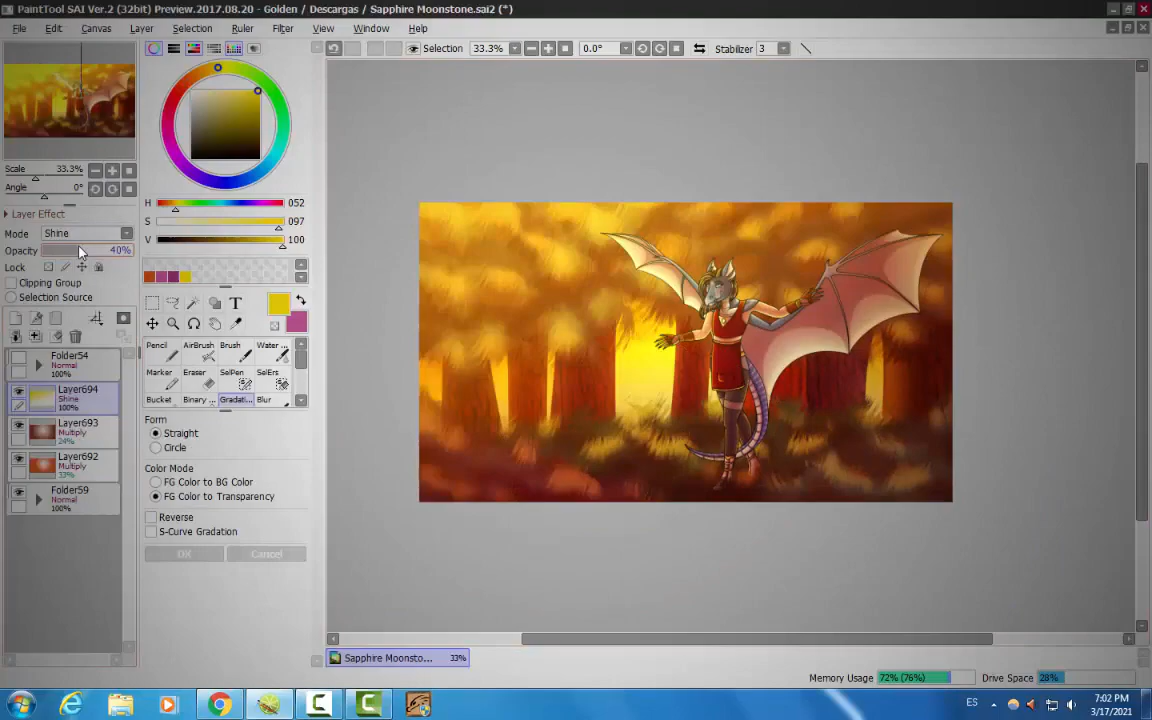 PaintTool SAI Ver.2 (32bit) Preview.2017.08.20 - Golden / Descargas / Sapphire Moonstone.sai2 (*)
File Edit Canvas Layer Selection Ruler Filter View Window Help
Selection 33.3% 0.0° Stabilizer 3
Scale 33.3%
Angle 0°
Layer Effect
Mode Shine
Opacity 40%
Lock
Clipping Group
Selection Source
Folder54
Normal
100%
Layer694
Shine
100%
Layer693
Multiply
24%
Layer692
Multiply
33%
Folder59
Normal
100%
H 052
S 097
V 100
T
Pencil AirBrush Brush Water ...
Marker Eraser SelPen SelErs
Bucket Binary ... Gradati... Blur
Form
Straight
Circle
Color Mode
FG Color to BG Color
FG Color to Transparency
Reverse
S-Curve Gradation
OK Cancel
Sapphire Moonsto... 33%
Memory Usage 72% (76%) Drive Space 28%
ES 7:02 PM
3/17/2021